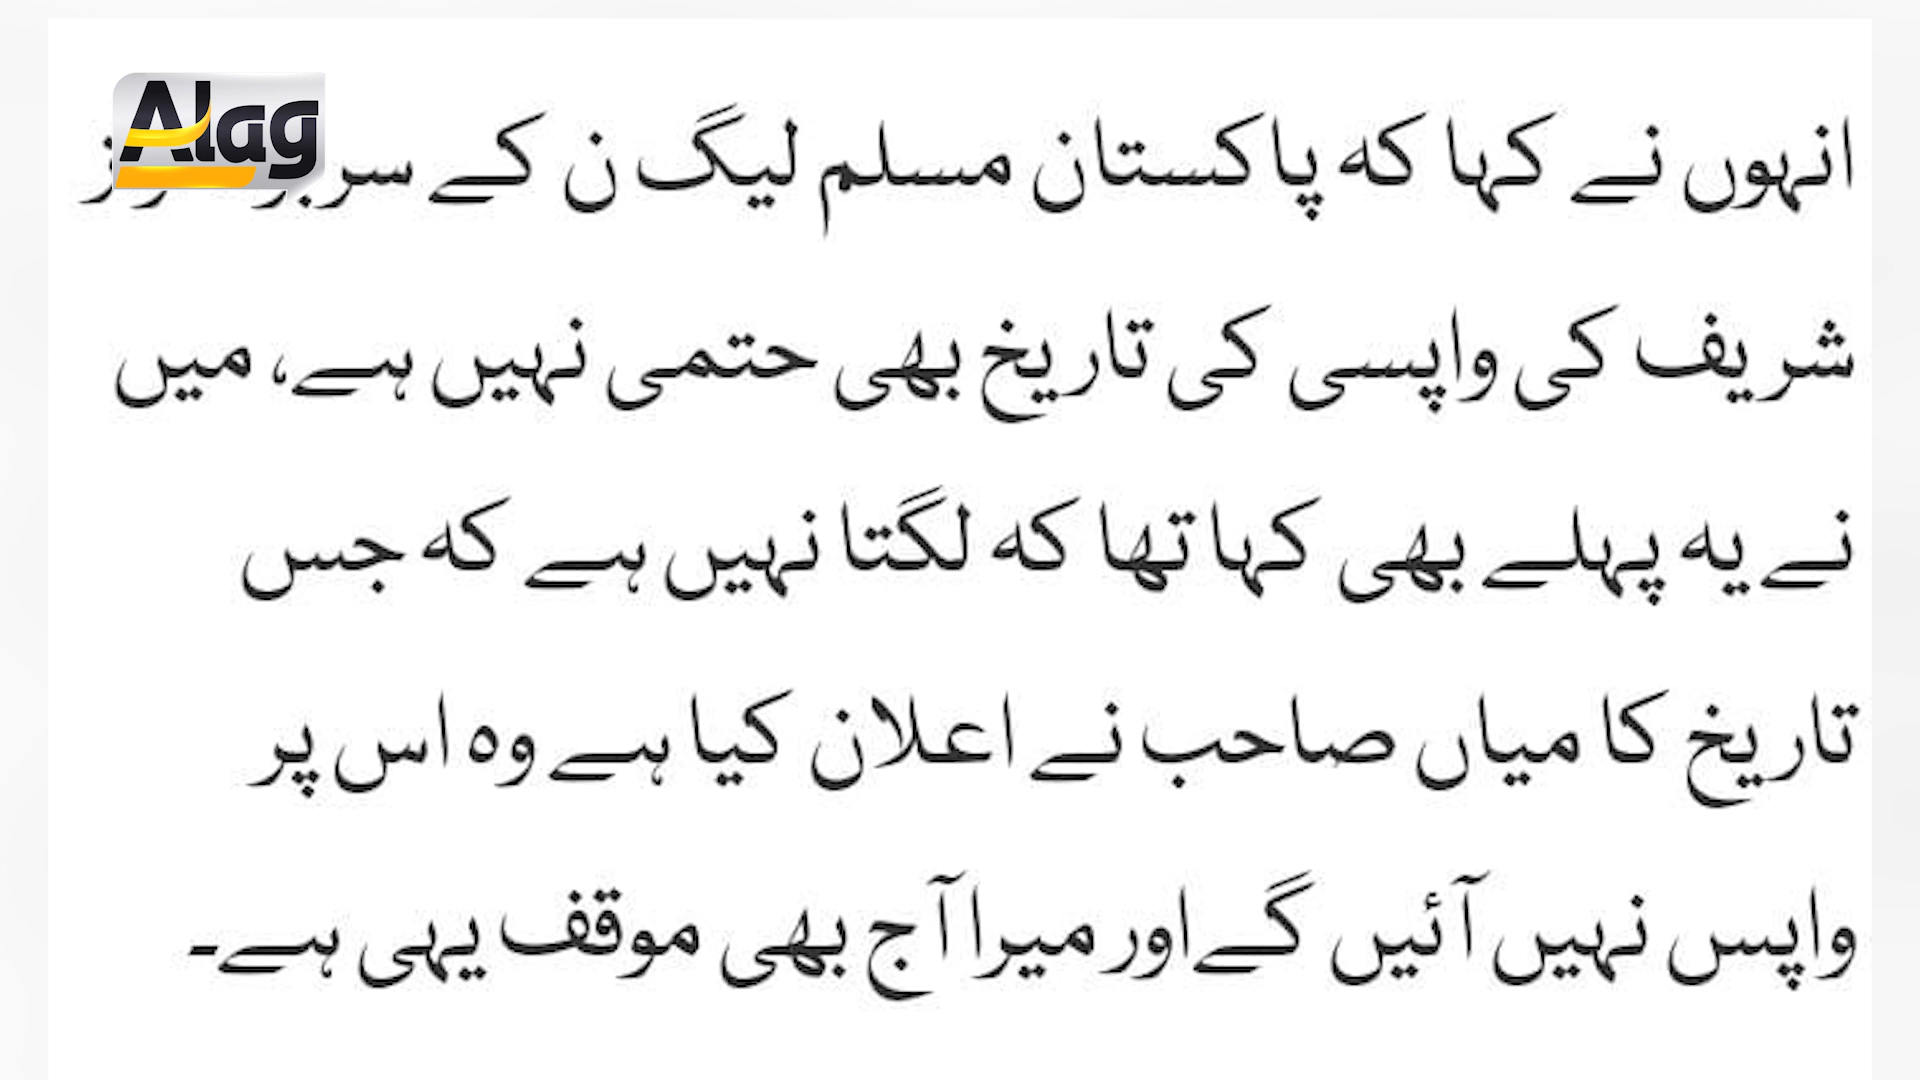 Alag
انہوں نے کہا کہ پاکستان مسلم لیگ ن کے
شریف کی واپسی کی تاریخ بھی حتمی نہیں ہے، میں
نے یہ پہلے بھی کہا تھا کہ لگتا نہیں ہے کہ جس
تاریخ کا میاں صاحب نے اعلان کیا ہے وہ اس پر
واپس نہیں آئیں گے اور میرا آج بھی موقف یہی ہے۔